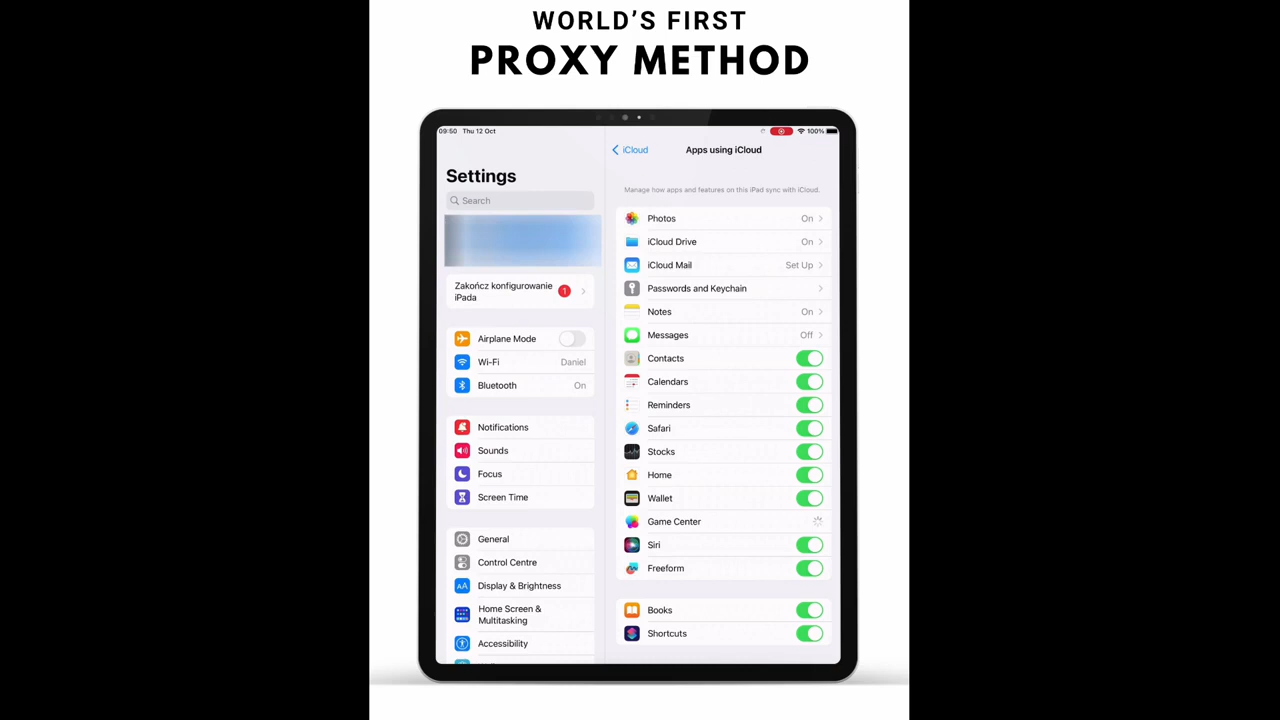 WORLD'S FIRST
PROXY METHOD
09:50 Thu 12 Oct
100%
Settings
Search
Zakończ konfigurowanie
iPada
1
Airplane Mode
Wi-Fi Daniel
Bluetooth On
Notifications
Sounds
Focus
Screen Time
General
Control Centre
AA Display & Brightness
Home Screen &
Multitasking
Accessibility
iCloud Apps using iCloud
Manage how apps and features on this iPad sync with iCloud.
Photos On
iCloud Drive On
iCloud Mail Set Up
Passwords and Keychain
Notes On
Messages Off
Contacts
Calendars
Reminders
Safari
Stocks
Home
Wallet
Game Center
Siri
Freeform
Books
Shortcuts